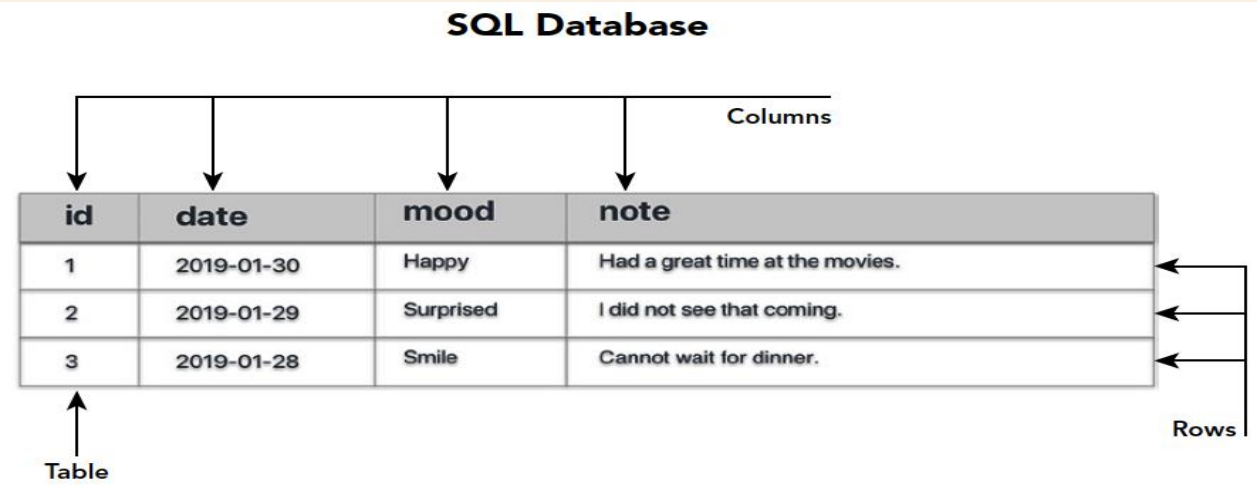 SQL Database
Columns
id date mood note
1 2019-01-30 Happy Had a great time at the movies.
2 2019-01-29 Surprised I did not see that coming.
3 2019-01-28 Smile Cannot wait for dinner.
Rows
Table